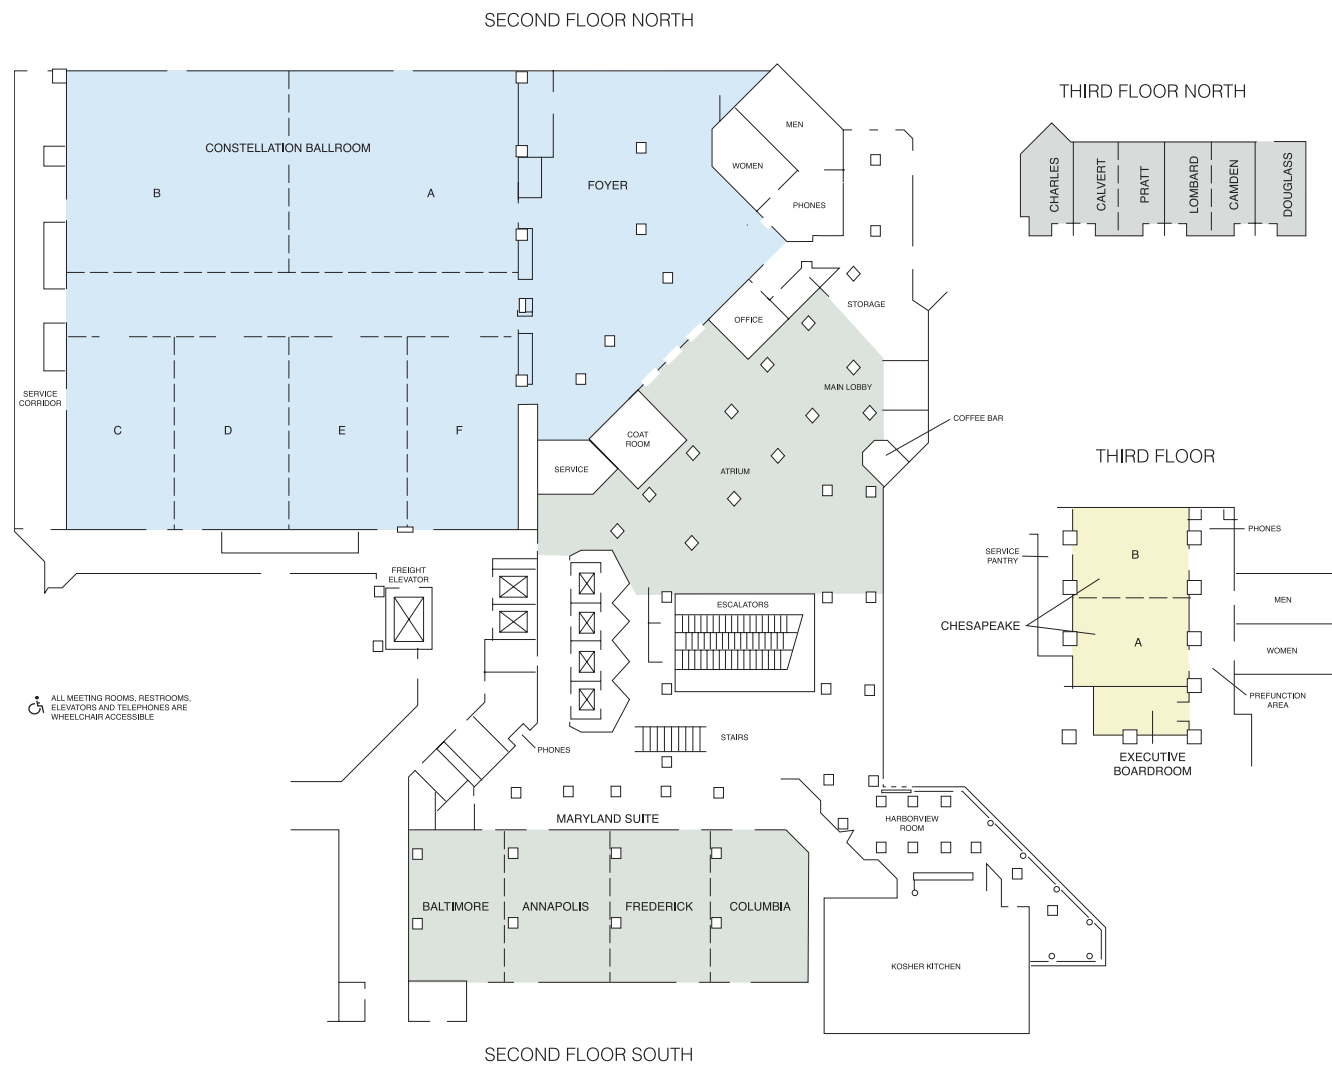 SECOND FLOOR NORTH
CONSTELLATION BALLROOM
B
A
FOYER
MEN
WOMEN
PHONES
OFFICE
STORAGE
MAIN LOBBY
COFFEE BAR
SERVICE
CORRIDOR
C
D
E
F
COAT
ROOM
SERVICE
ATRIUM
FREIGHT
ELEVATOR
ESCALATORS
STAIRS
PHONES
ALL MEETING ROOMS, RESTROOMS,
ELEVATORS AND TELEPHONES ARE
WHEELCHAIR ACCESSIBLE
MARYLAND SUITE
BALTIMORE
ANNAPOLIS
FREDERICK
COLUMBIA
HARBORVIEW
ROOM
KOSHER KITCHEN
SECOND FLOOR SOUTH
THIRD FLOOR NORTH
CHARLES
CALVERT
PRATT
LOMBARD
CAMDEN
DOUGLASS
THIRD FLOOR
PHONES
SERVICE
PANTRY
B
MEN
CHESAPEAKE
A
WOMEN
PREFUNCTION
AREA
EXECUTIVE
BOARDROOM